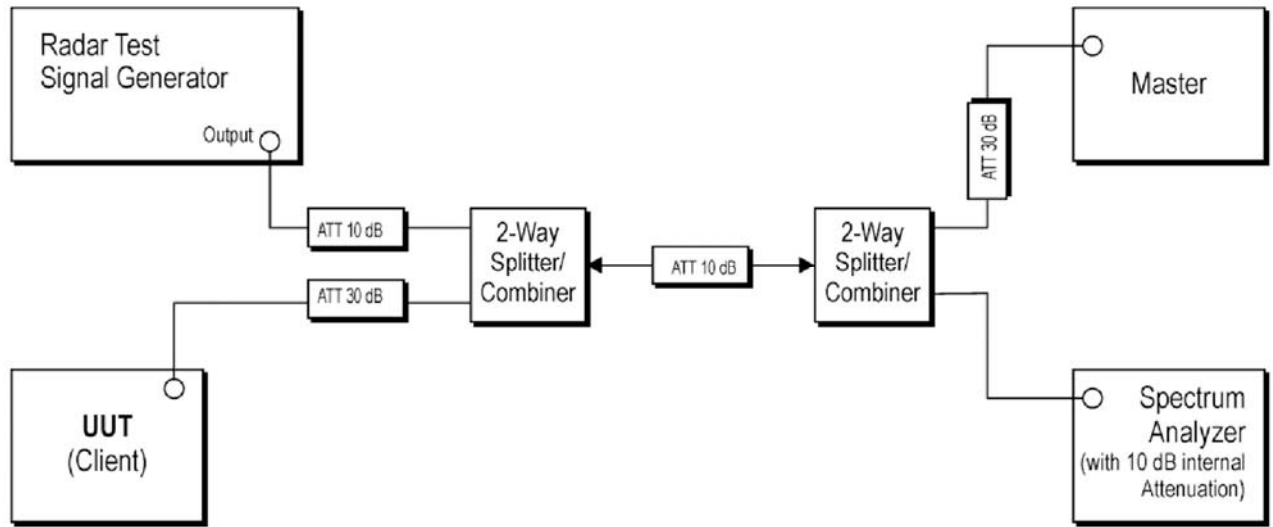 Radar Test
Signal Generator
Output
ATT 10 dB
ATT 30 dB
2-Way
Splitter/
Combiner
ATT 10 dB
2-Way
Splitter/
Combiner
ATT 30 dB
Master
UUT
(Client)
Spectrum
Analyzer
(with 10 dB internal
Attenuation)